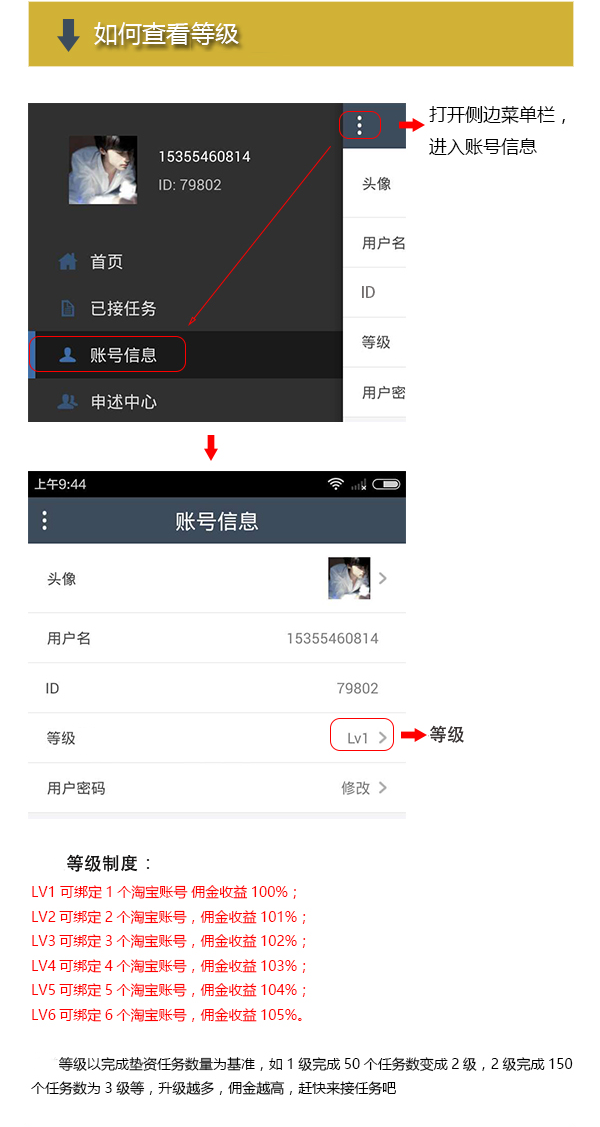 如何查看等级
打开侧边菜单栏，
进入账号信息
15355460814
ID: 79802
首页
已接任务
账号信息
申述中心
头像
用户名
ID
等级
用户密
上午9:44
账号信息
头像
用户名 15355460814
ID 79802
等级 Lv1
等级
用户密码 修改
等级制度：
LV1 可绑定 1 个淘宝账号 佣金收益 100%；
LV2 可绑定 2 个淘宝账号，佣金收益 101%；
LV3 可绑定 3 个淘宝账号，佣金收益 102%；
LV4 可绑定 4 个淘宝账号，佣金收益 103%；
LV5 可绑定 5 个淘宝账号，佣金收益 104%；
LV6 可绑定 6 个淘宝账号，佣金收益 105%。
等级以完成垫资任务数量为基准，如 1 级完成 50 个任务数变成 2 级，2 级完成 150
个任务数为 3 级等，升级越多，佣金越高，赶快来接任务吧